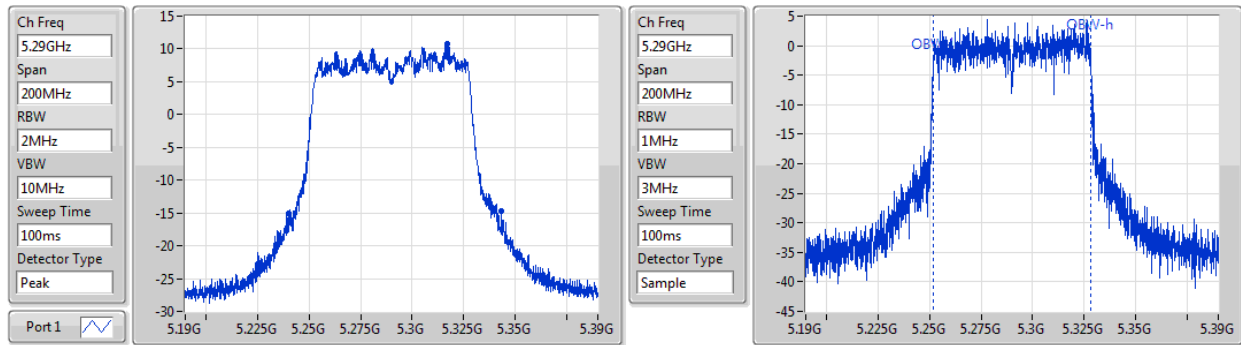 Ch Freq
5.29GHz
Span
200MHz
RBW
2MHz
VBW
10MHz
Sweep Time
100ms
Detector Type
Peak
Port 1
15
10
5
0
-5
-10
-15
-20
-25
-30
5.19G 5.225G 5.25G 5.275G 5.3G 5.325G 5.35G 5.39G
Ch Freq
5.29GHz
Span
200MHz
RBW
1MHz
VBW
3MHz
Sweep Time
100ms
Detector Type
Sample
5
0
-5
-10
-15
-20
-25
-30
-35
-40
-45
OBW-h
5.19G 5.225G 5.25G 5.275G 5.3G 5.325G 5.35G 5.39G